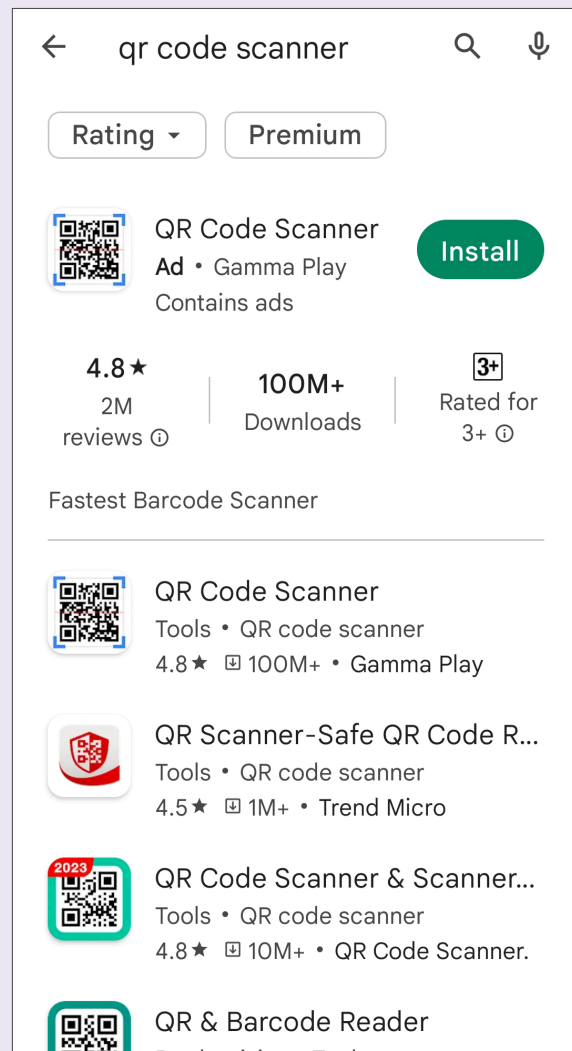 qr code scanner
Rating
Premium
QR Code Scanner
Ad • Gamma Play
Contains ads
Install
4.8★
2M
reviews
100M+
Downloads
3+
Rated for
3+
Fastest Barcode Scanner
QR Code Scanner
Tools • QR code scanner
4.8★ 100M+ • Gamma Play
QR Scanner-Safe QR Code R...
Tools • QR code scanner
4.5★ 1M+ • Trend Micro
2023
QR Code Scanner & Scanner...
Tools • QR code scanner
4.8★ 10M+ • QR Code Scanner.
QR & Barcode Reader